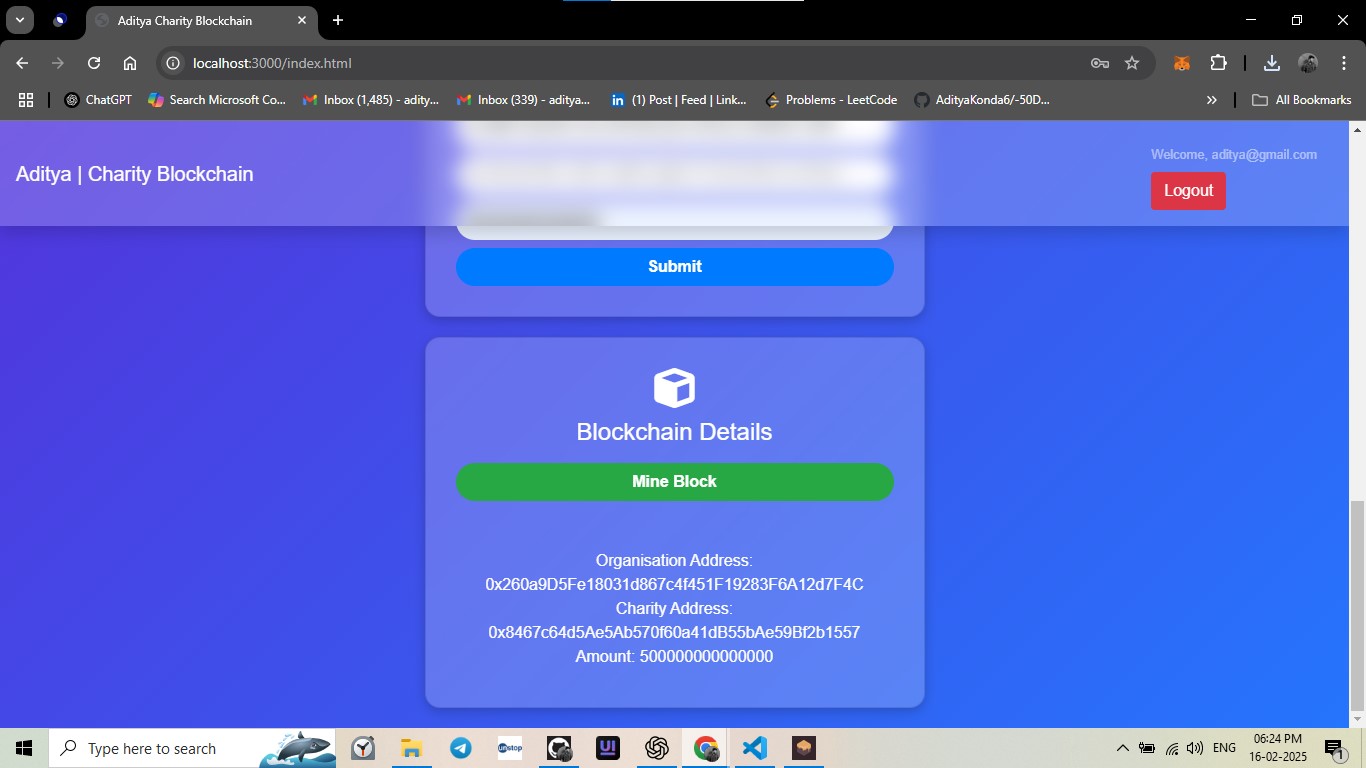 Aditya Charity Blockchain
localhost:3000/index.html
ChatGPT
Search Microsoft Co...
Inbox (1,485) - adity...
Inbox (339) - aditya...
(1) Post | Feed | Link...
Problems - LeetCode
AdityaKonda6/-50D...
All Bookmarks
Aditya | Charity Blockchain
Welcome, aditya@gmail.com
Logout
Submit
Blockchain Details
Mine Block
Organisation Address:
0x260a9D5Fe18031d867c4f451F19283F6A12d7F4C
Charity Address:
0x8467c64d5Ae5Ab570f60a41dB55bAe59Bf2b1557
Amount: 500000000000000
Type here to search
unstop
UI
ENG
06:24 PM
16-02-2025
1